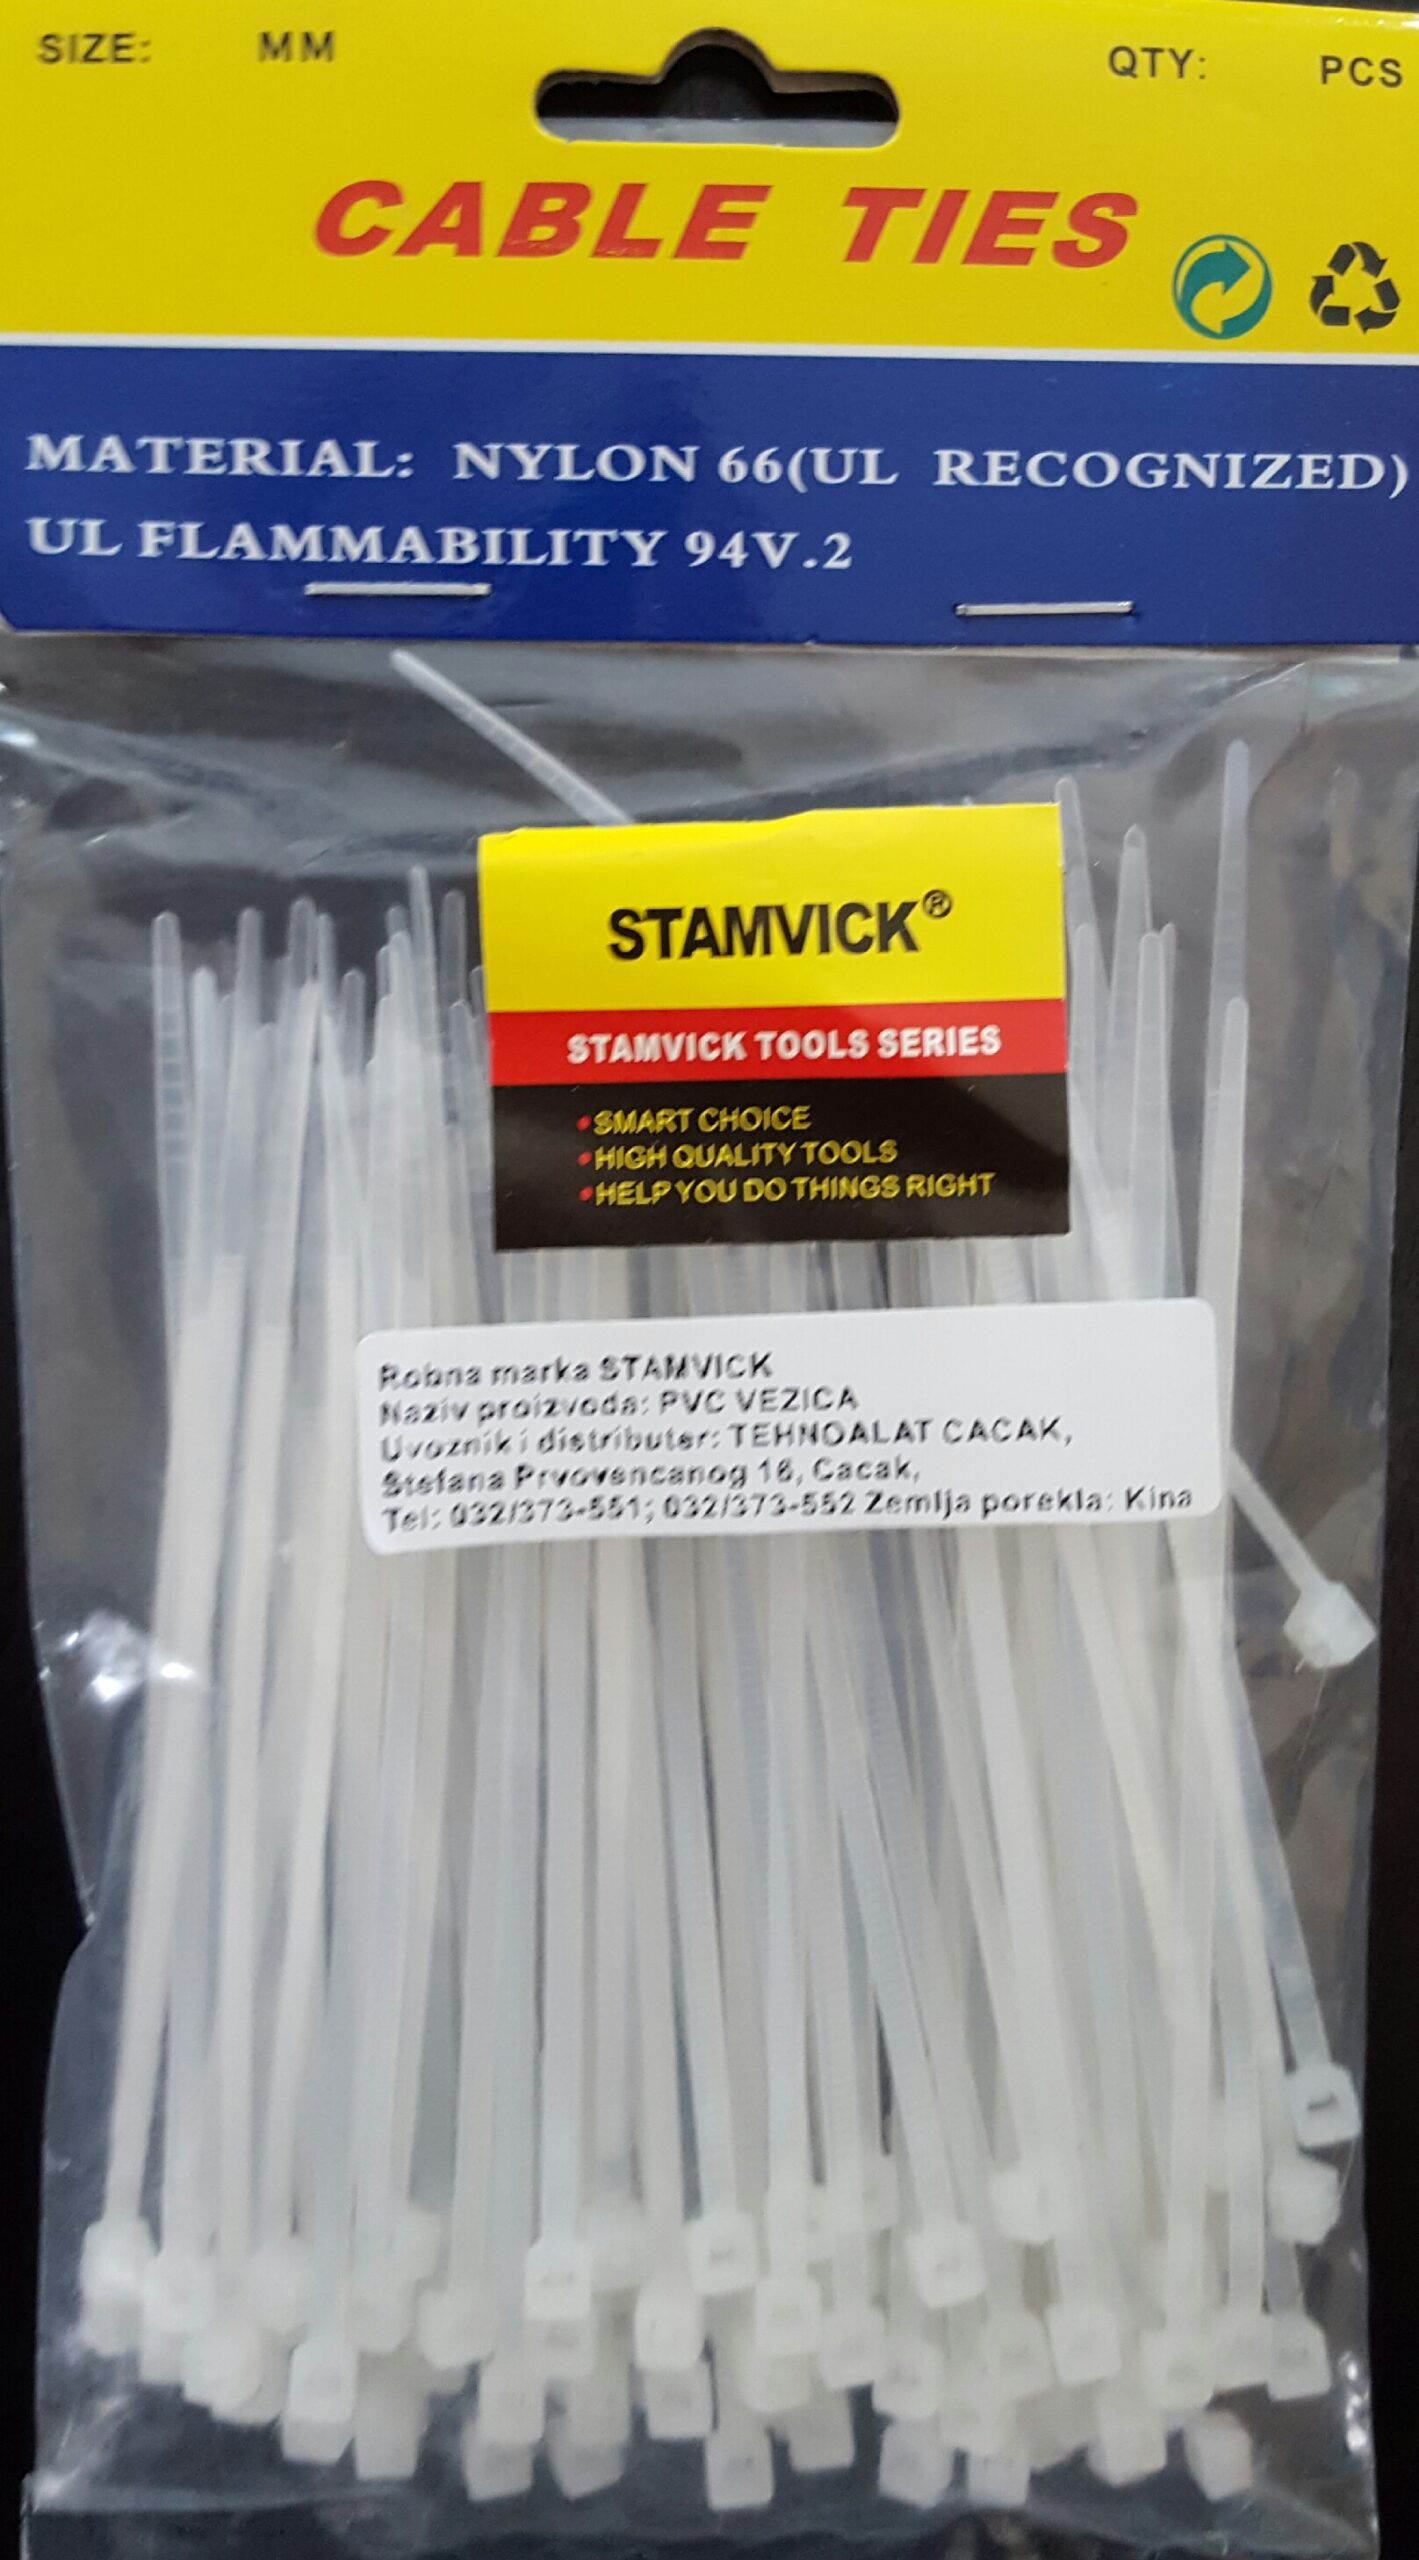 SIZE: MM QTY: PCS
CABLE TIES
MATERIAL: NYLON 66(UL RECOGNIZED)
UL FLAMMABILITY 94V.2
STAMVICK®
STAMVICK TOOLS SERIES
•SMART CHOICE
•HIGH QUALITY TOOLS
•HELP YOU DO THINGS RIGHT
Robna marka STAMVICK
Naziv proizvoda: PVC VEZICA
Uvoznik i distributer: TEHNOALAT CACAK,
Stefana Prvovencanog 16, Cacak,
Tel: 032/373-551; 032/373-552 Zemlja porekla: Kina